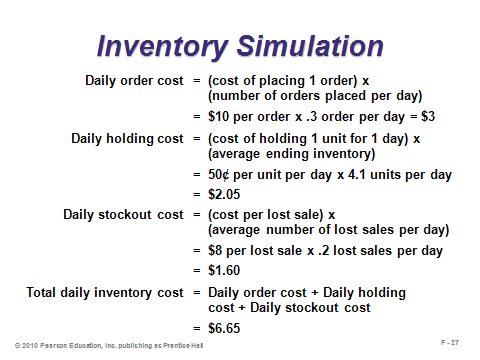 Inventory Simulation
Daily order cost = (cost of placing 1 order) x
(number of orders placed per day)
= $10 per order x .3 order per day = $3
Daily holding cost = (cost of holding 1 unit for 1 day) x
(average ending inventory)
= 50¢ per unit per day x 4.1 units per day
= $2.05
Daily stockout cost = (cost per lost sale) x
(average number of lost sales per day)
= $8 per lost sale x .2 lost sales per day
= $1.60
Total daily inventory cost = Daily order cost + Daily holding
cost + Daily stockout cost
= $6.65
© 2010 Pearson Education, Inc. publishing as Prentice Hall
F - 27